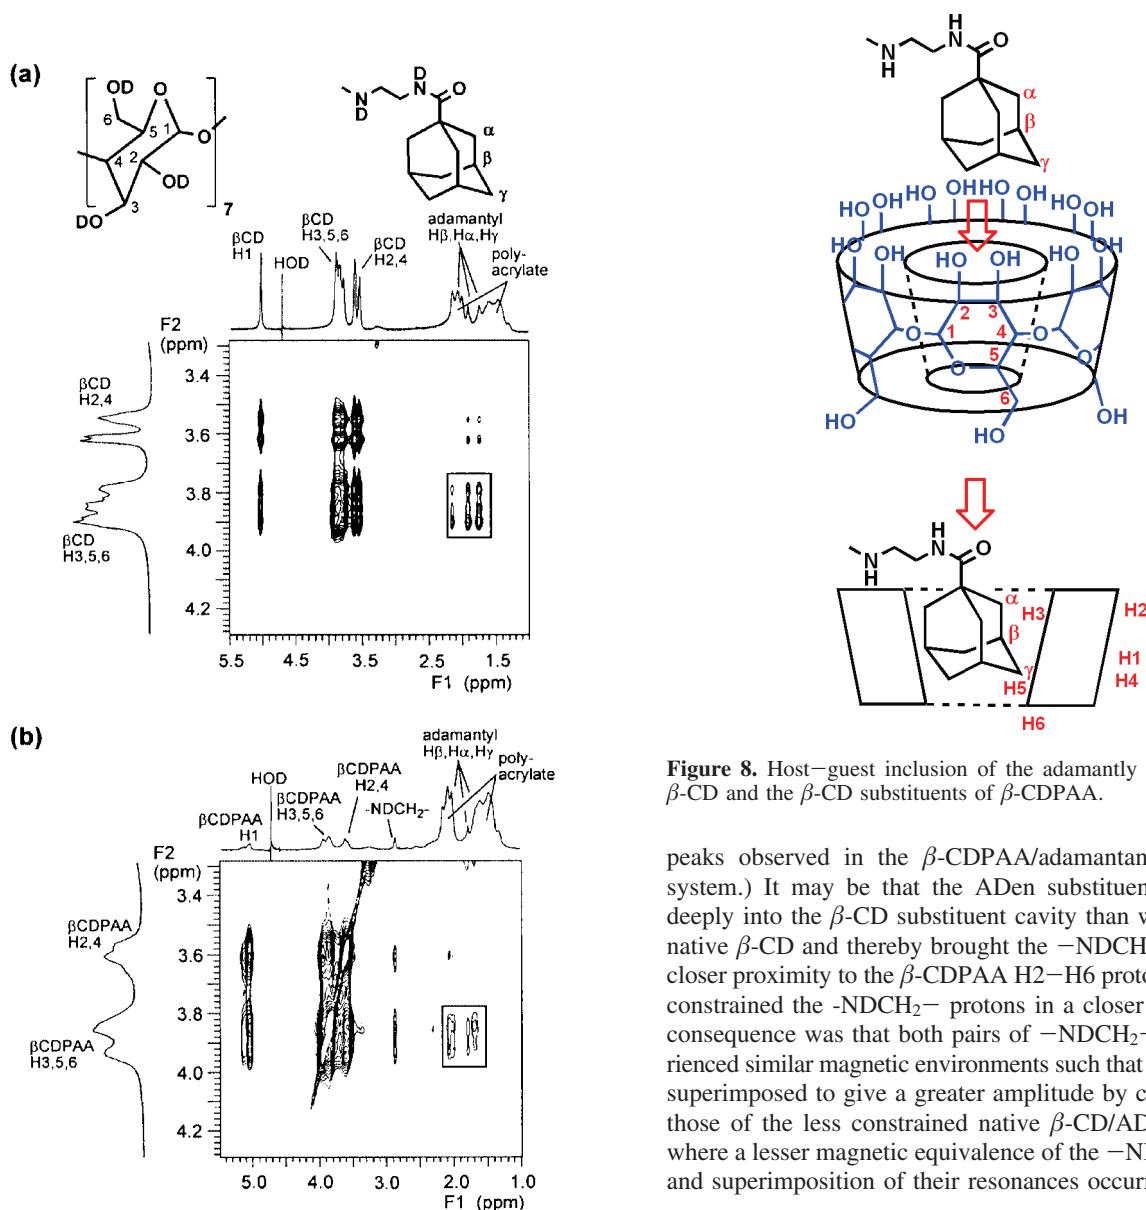 (a)
OD
O
6
5
1
O
4
2
OD
3
DO
7
D
N
O
N
D
α
β
γ
βCD
H1
HOD
βCD
H3,5,6
βCD
H2,4
adamantyl
Hβ,Hα,Hγ
poly-
acrylate
F2
(ppm)
βCD
H2,4
βCD
H3,5,6
3.4
3.6
3.8
4.0
4.2
5.5 4.5 3.5 2.5 1.5
F1 (ppm)
(b)
βCDPAA
H1
HOD
βCDPAA
H3,5,6
βCDPAA
H2,4
-NDCH2-
adamantyl
Hβ,Hα,Hγ
poly-
acrylate
F2
(ppm)
βCDPAA
H2,4
βCDPAA
H3,5,6
3.4
3.6
3.8
4.0
4.2
5.0 4.0 3.0 2.0 1.0
F1 (ppm)
H
N
O
N
H
α
β
γ
HO OH HO OH
HO OH HO OH
HO OH HO OH HO OH
2 3
O 1 4 O O
5
O
6
HO OH
HO
H
N
O
N
H
α
H3 H2
β
H1
γ H4
H5
H6
Figure 8. Host−guest inclusion of the adamantly
β-CD and the β-CD substituents of β-CDPAA.
peaks observed in the β-CDPAA/adamantan
system.) It may be that the ADen substituen
deeply into the β-CD substituent cavity than w
native β-CD and thereby brought the −NDCH
closer proximity to the β-CDPAA H2−H6 proto
constrained the -NDCH2− protons in a closer
consequence was that both pairs of −NDCH2−
rienced similar magnetic environments such that
superimposed to give a greater amplitude by c
those of the less constrained native β-CD/AD
where a lesser magnetic equivalence of the −NI
and superimposition of their resonances occurr